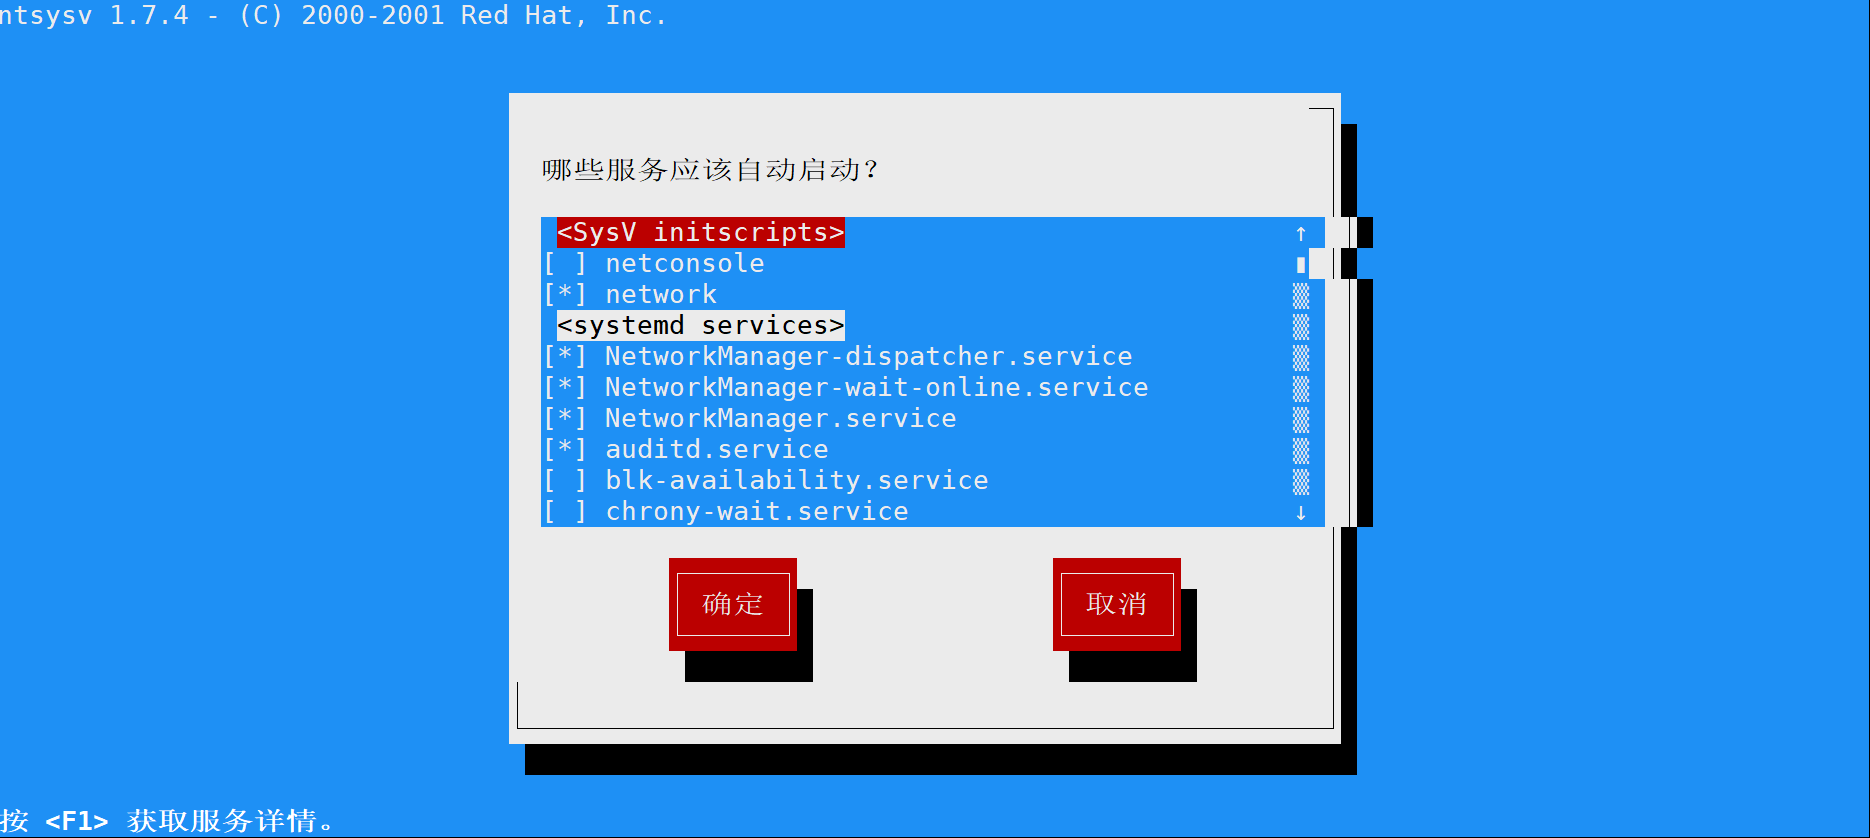 ntsysv 1.7.4 - (C) 2000-2001 Red Hat, Inc.
哪些服务应该自动启动?
<SysV initscripts> ↑
[ ] netconsole
[*] network
<systemd services>
[*] NetworkManager-dispatcher.service
[*] NetworkManager-wait-online.service
[*] NetworkManager.service
[*] auditd.service
[ ] blk-availability.service
[ ] chrony-wait.service ↓
确定 取消
按 <F1> 获取服务详情。